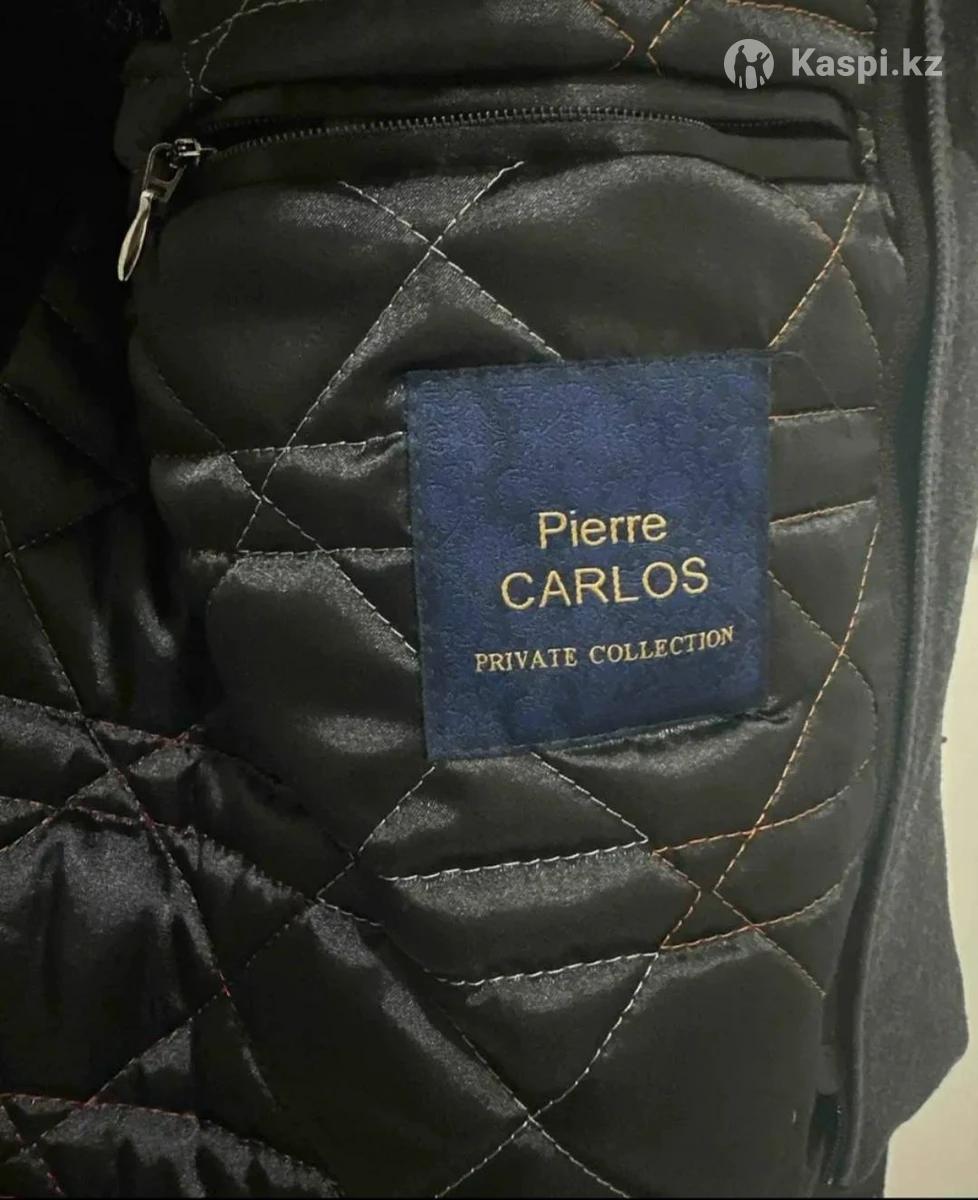 Kaspi.kz
Pierre
CARLOS
PRIVATE COLLECTION